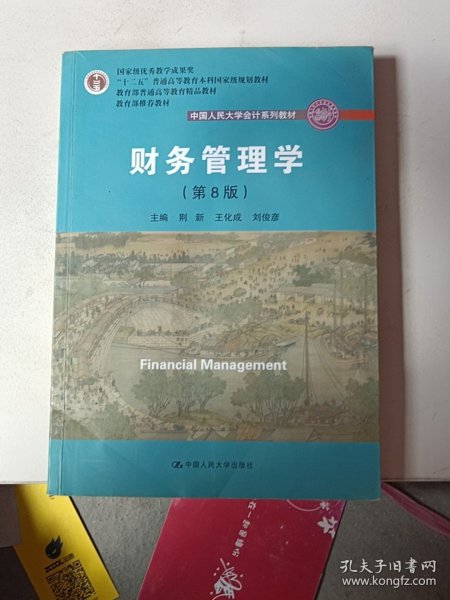 国家级优秀教学成果奖
“十二五”普通高等教育本科国家级规划教材
教育部普通高等教育精品教材
教育部推荐教材
中国人民大学会计系列教材
财务管理学
（第8版）
主编 荆 新 王化成 刘俊彦
Financial Management
中国人民大学出版社
孔夫子旧书网
www.kongfz.com